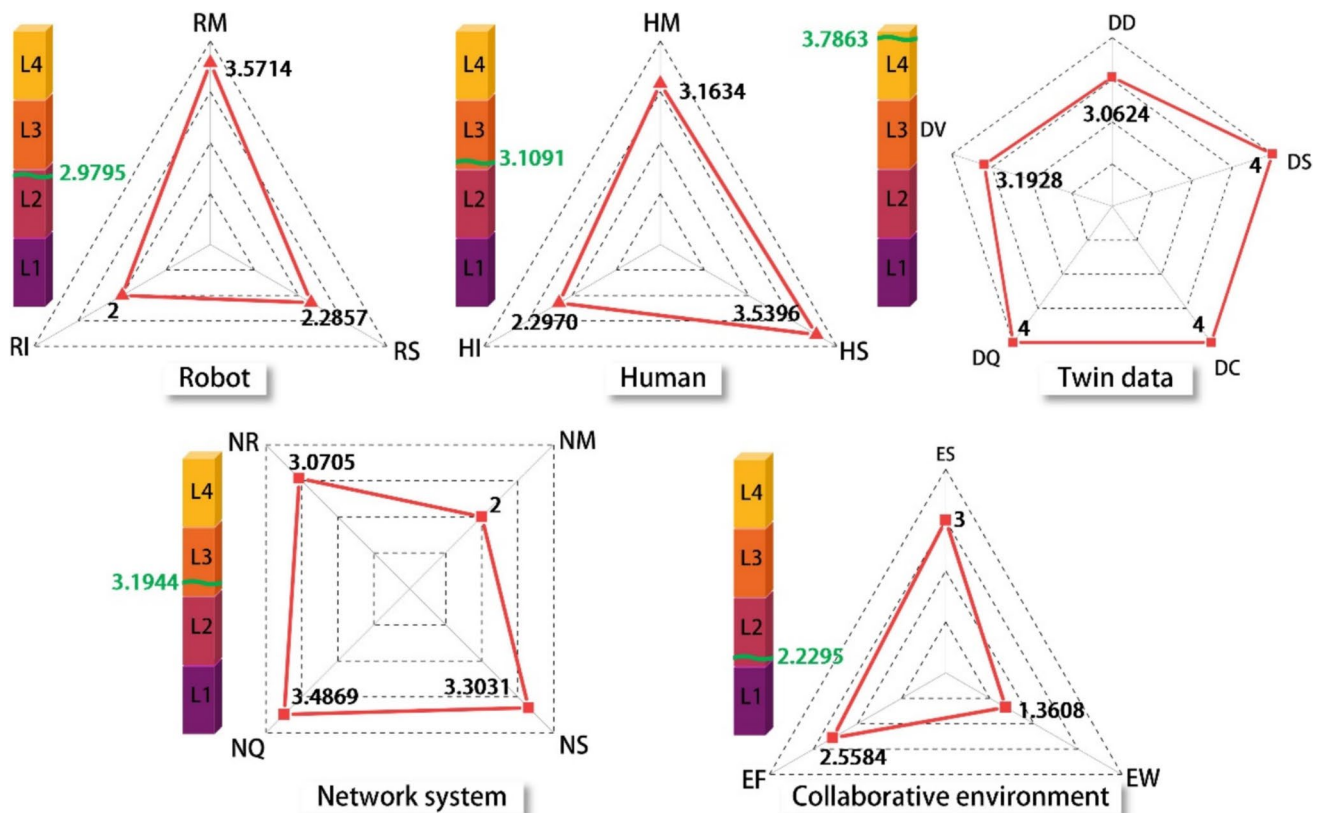 RM
L4
L3
L2
L1
2.9795
3.5714
2
2.2857
RI
RS
Robot
HM
L4
L3
L2
L1
3.1091
3.1634
2.2970
3.5396
HI
HS
Human
3.7863
L4
L3
L2
L1
DD
DV
3.0624
4
DS
3.1928
4
4
DQ
DC
Twin data
NR
NM
L4
L3
L2
L1
3.1944
3.0705
2
3.4869
3.3031
NQ
NS
Network system
ES
L4
L3
L2
L1
2.2295
3
1.3608
2.5584
EF
EW
Collaborative environment